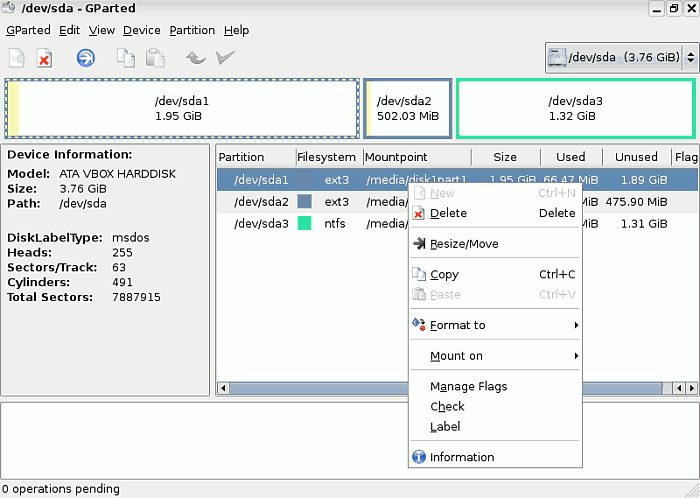 /dev/sda - GParted
GParted Edit View Device Partition Help
/dev/sda (3.76 GiB)
/dev/sda1
1.95 GiB
/dev/sda2
502.03 MiB
/dev/sda3
1.32 GiB
Device Information:
Model: ATA VBOX HARDDISK
Size: 3.76 GiB
Path: /dev/sda
DiskLabelType: msdos
Heads: 255
Sectors/Track: 63
Cylinders: 491
Total Sectors: 7887915
Partition Filesystem Mountpoint Size Used Unused Flag
/dev/sda1 ext3 /media/disk1part1 1.95 GiB 66.47 MiB 1.89 GiB
/dev/sda2 ext3 /media/ MiB 475.90 MiB
/dev/sda3 ntfs /media/ MiB 1.31 GiB
New Ctrl+N
Delete Delete
Resize/Move
Copy Ctrl+C
Paste Ctrl+V
Format to
Mount on
Manage Flags
Check
Label
Information
0 operations pending